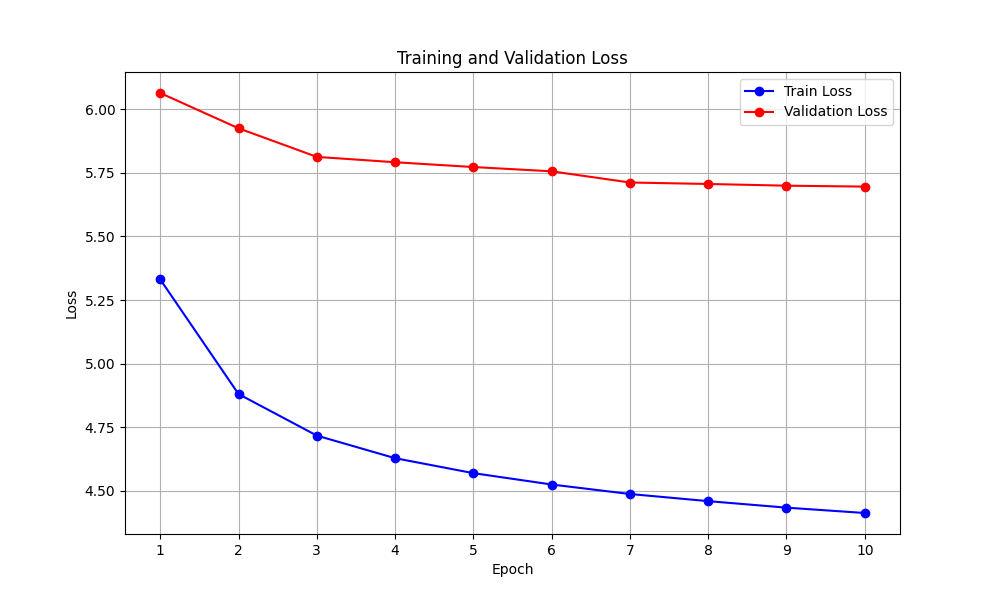 Training and Validation Loss
Train Loss
Validation Loss
6.00
5.75
5.50
5.25
5.00
4.75
4.50
Loss
1 2 3 4 5 6 7 8 9 10
Epoch